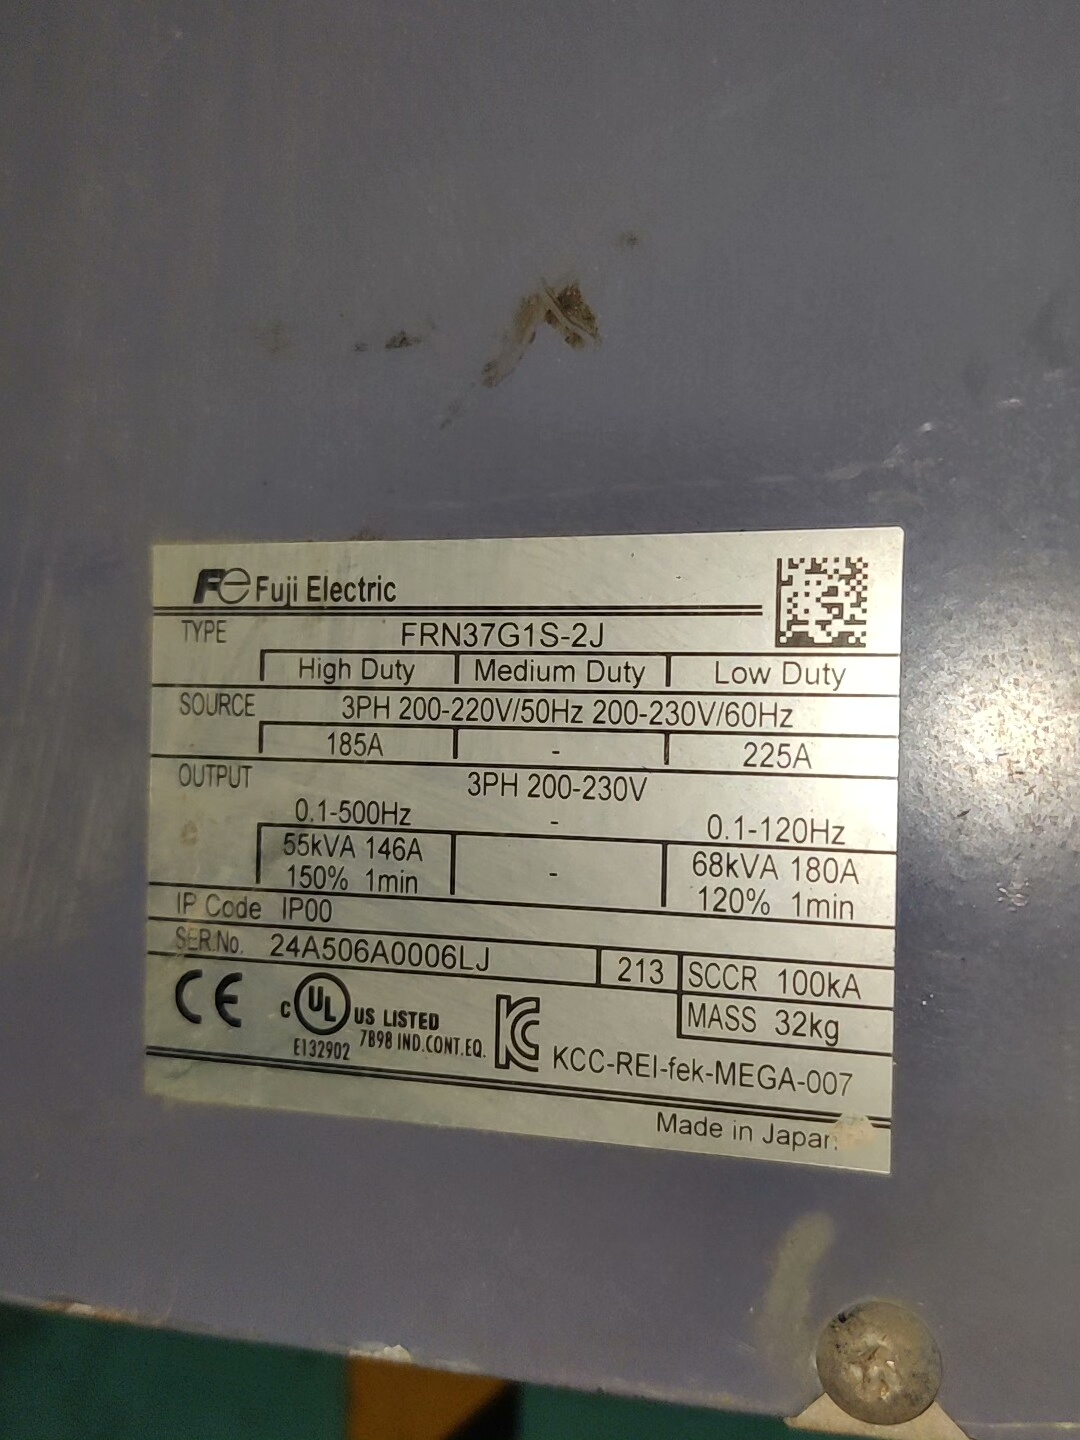 Fe Fuji Electric
TYPE FRN37G1S-2J
High Duty Medium Duty Low Duty
SOURCE 3PH 200-220V/50Hz 200-230V/60Hz
185A - 225A
OUTPUT 3PH 200-230V
0.1-500Hz - 0.1-120Hz
55kVA 146A - 68kVA 180A
150% 1min 120% 1min
IP Code IP00
SER.No. 24A506A0006LJ 213 SCCR 100kA
MASS 32kg
CE c UL US LISTED
E132902 7B98 IND.CONT.EQ.
KC KCC-REI-fek-MEGA-007
Made in Japan